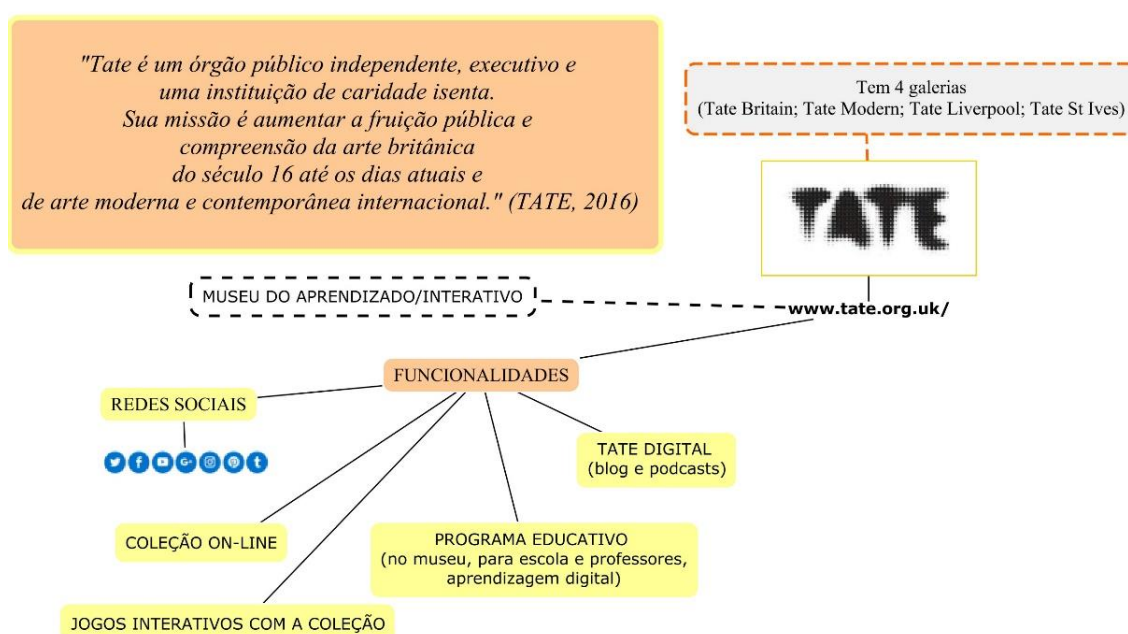 "Tate é um órgão público independente, executivo e
uma instituição de caridade isenta.
Sua missão é aumentar a fruição pública e
compreensão da arte britânica
do século 16 até os dias atuais e
de arte moderna e contemporânea internacional." (TATE, 2016)
Tem 4 galerias
(Tate Britain; Tate Modern; Tate Liverpool; Tate St Ives)
TATE
MUSEU DO APRENDIZADO/INTERATIVO
www.tate.org.uk/
FUNCIONALIDADES
REDES SOCIAIS
TATE DIGITAL
(blog e podcasts)
COLEÇÃO ON-LINE
PROGRAMA EDUCATIVO
(no museu, para escola e professores,
aprendizagem digital)
JOGOS INTERATIVOS COM A COLEÇÃO